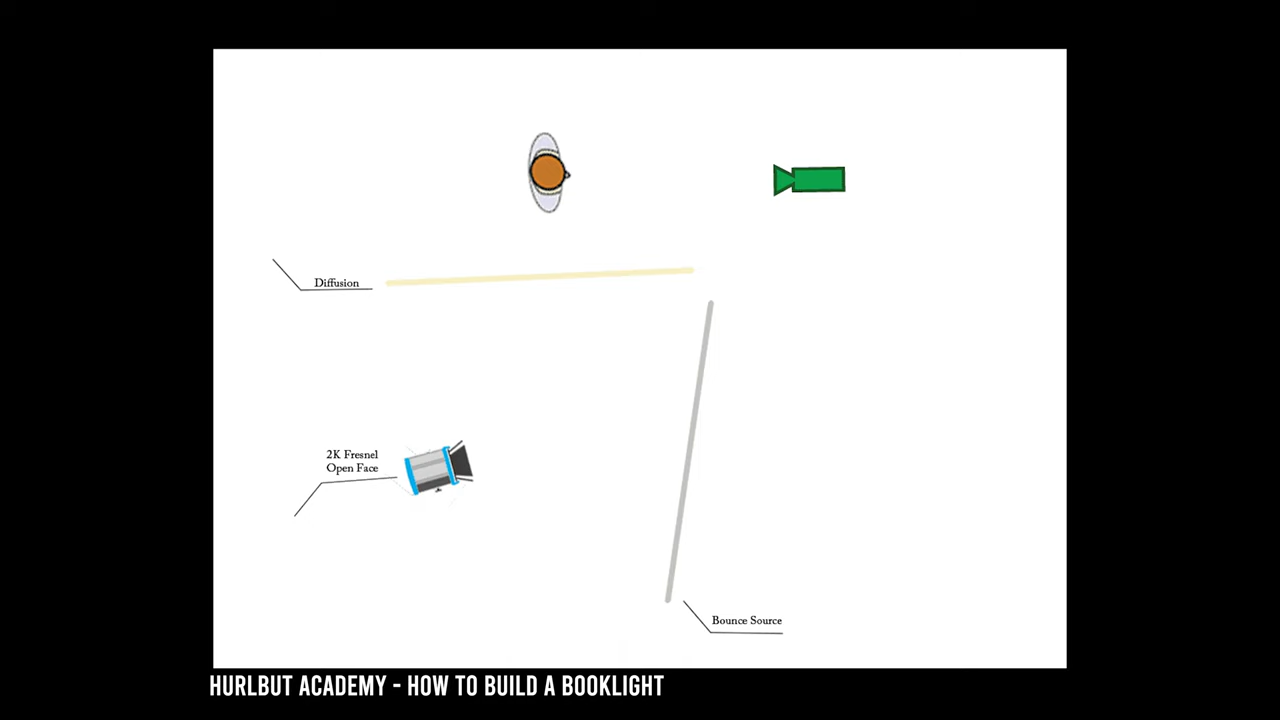 Diffusion
2K Fresnel
Open Face
Bounce Source
HURLBUT ACADEMY - HOW TO BUILD A BOOKLIGHT